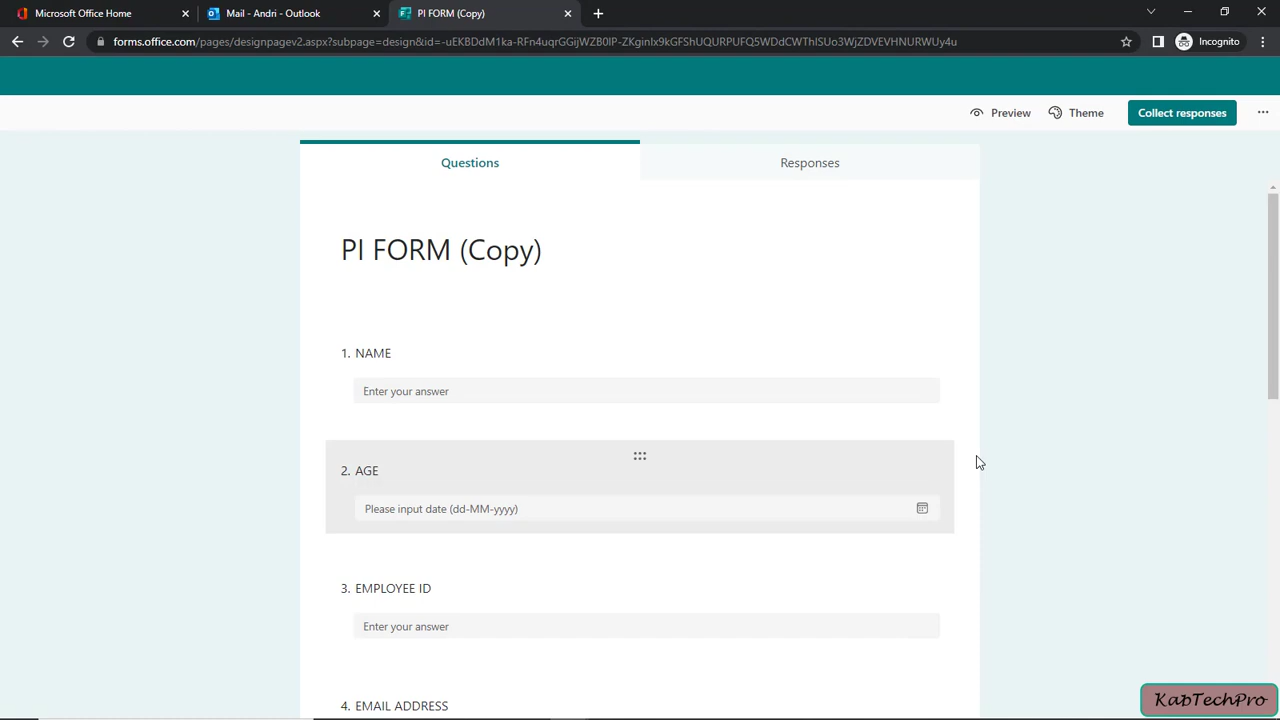 Microsoft Office Home
Mail - Andri - Outlook
PI FORM (Copy)
forms.office.com/pages/designpagev2.aspx?subpage=design&id=-uEKBDdM1ka-RFn4uqrGGijWZB0IP-ZKginIx9kGFShUQURPUFQ5WDdCWThISUo3WjZDVEVHNURWUy4u
Incognito
Preview
Theme
Collect responses
Questions
Responses
PI FORM (Copy)
1. NAME
Enter your answer
2. AGE
Please input date (dd-MM-yyyy)
3. EMPLOYEE ID
Enter your answer
4. EMAIL ADDRESS
KabTechPro